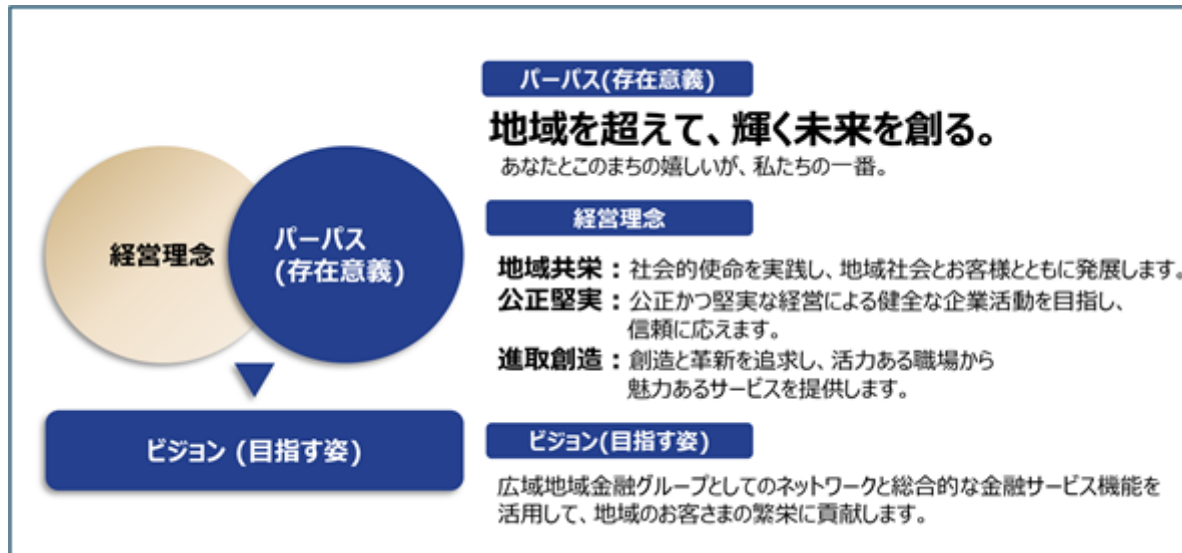 経営理念
パーパス
(存在意義)
ビジョン (目指す姿)
パーパス(存在意義)
地域を超えて、輝く未来を創る。
あなたとこのまちの嬉しいが、私たちの一番。
経営理念
地域共栄：社会的使命を実践し、地域社会とお客様とともに発展します。
公正堅実：公正かつ堅実な経営による健全な企業活動を目指し、
信頼に応えます。
進取創造：創造と革新を追求し、活力ある職場から
魅力あるサービスを提供します。
ビジョン(目指す姿)
広域地域金融グループとしてのネットワークと総合的な金融サービス機能を
活用して、地域のお客さまの繁栄に貢献します。